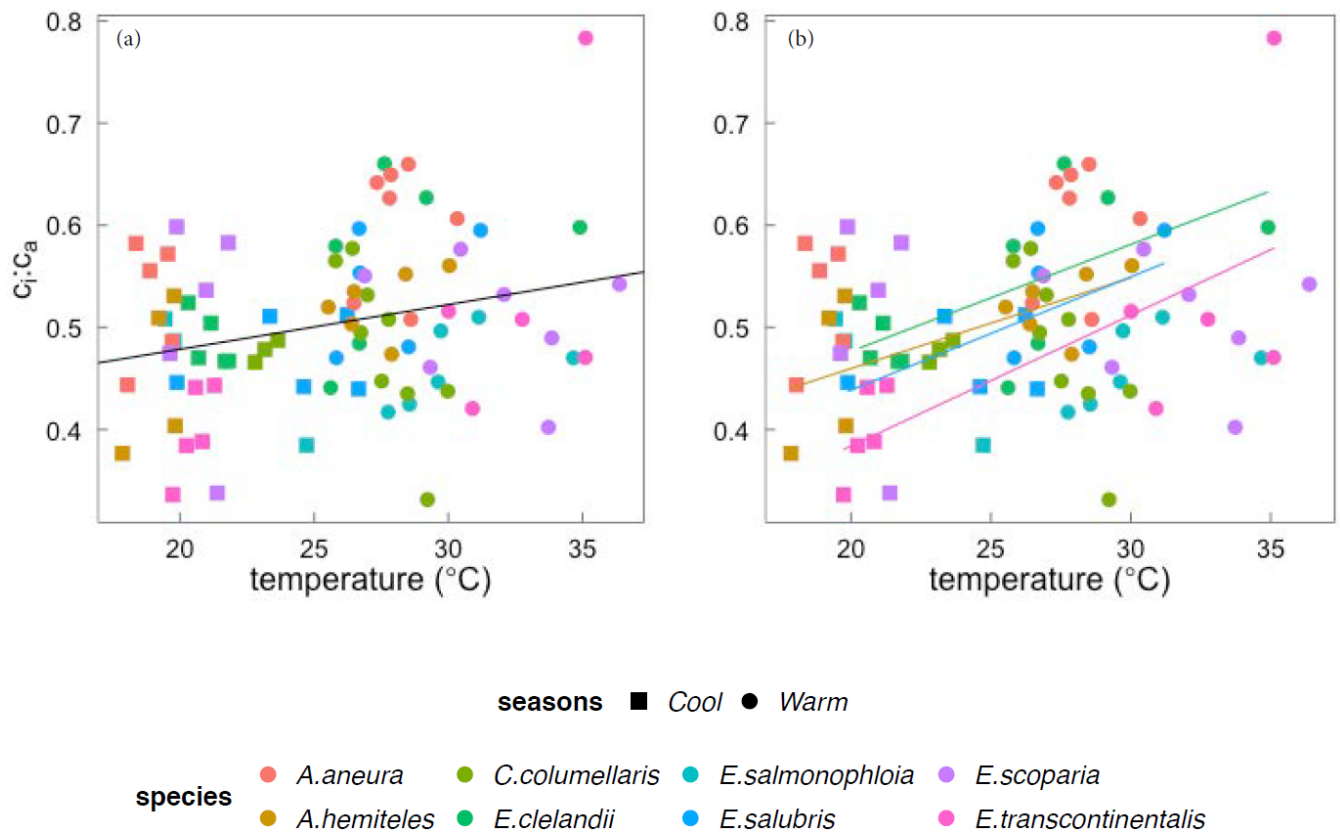 (a)
(b)
0.8
0.7
0.6
0.5
0.4
ci:ca
20 25 30 35
temperature (°C)
0.8
0.7
0.6
0.5
0.4
20 25 30 35
temperature (°C)
seasons Cool Warm
species
A.aneura C.columellaris E.salmonophloia E.scoparia
A.hemiteles E.clelandii E.salubris E.transcontinentalis